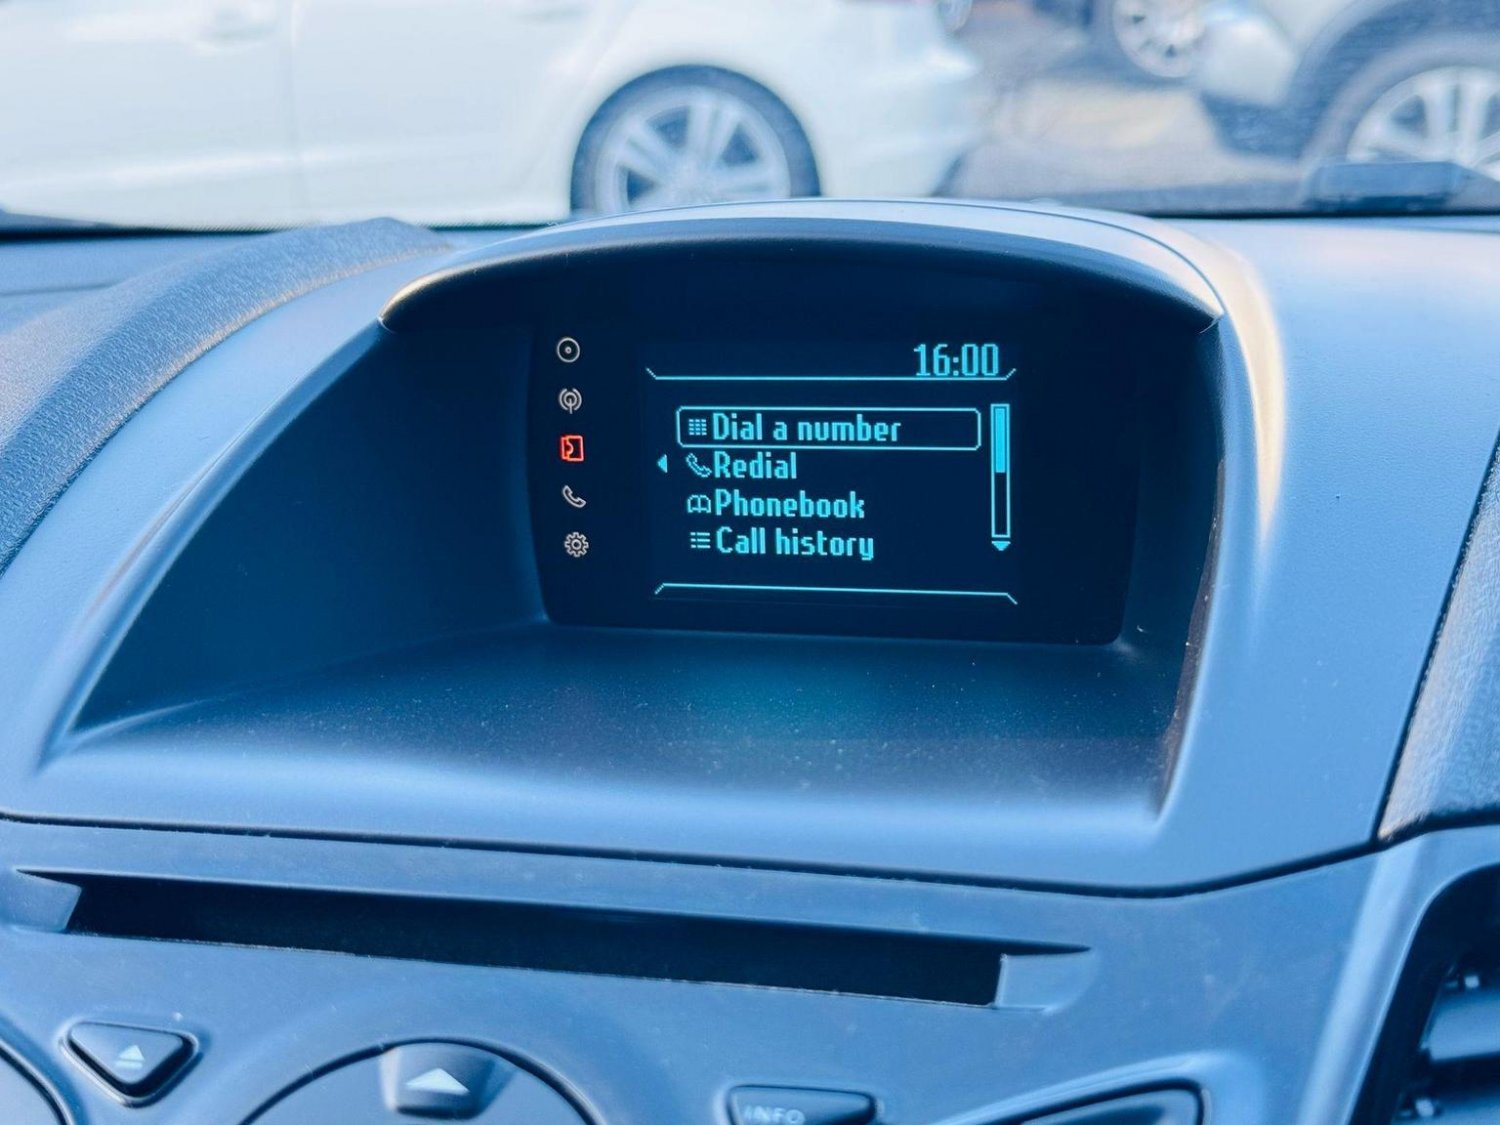 16:00
Dial a number
Redial
Phonebook
Call history
INFO